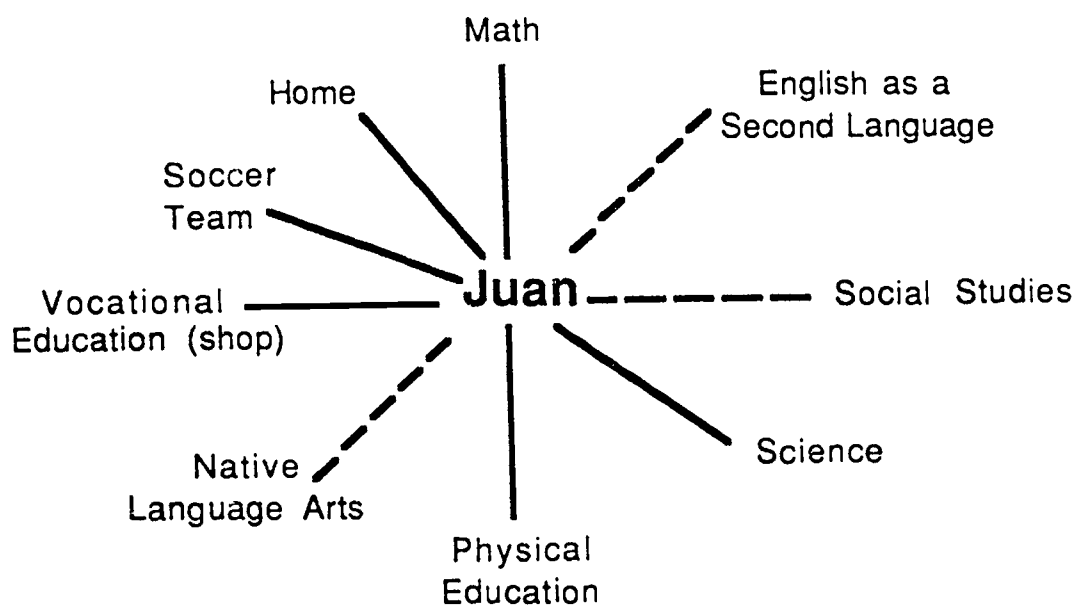 Math
Home
English as a
Second Language
Soccer
Team
Juan
Vocational
Education (shop)
Social Studies
Native
Language Arts
Science
Physical
Education